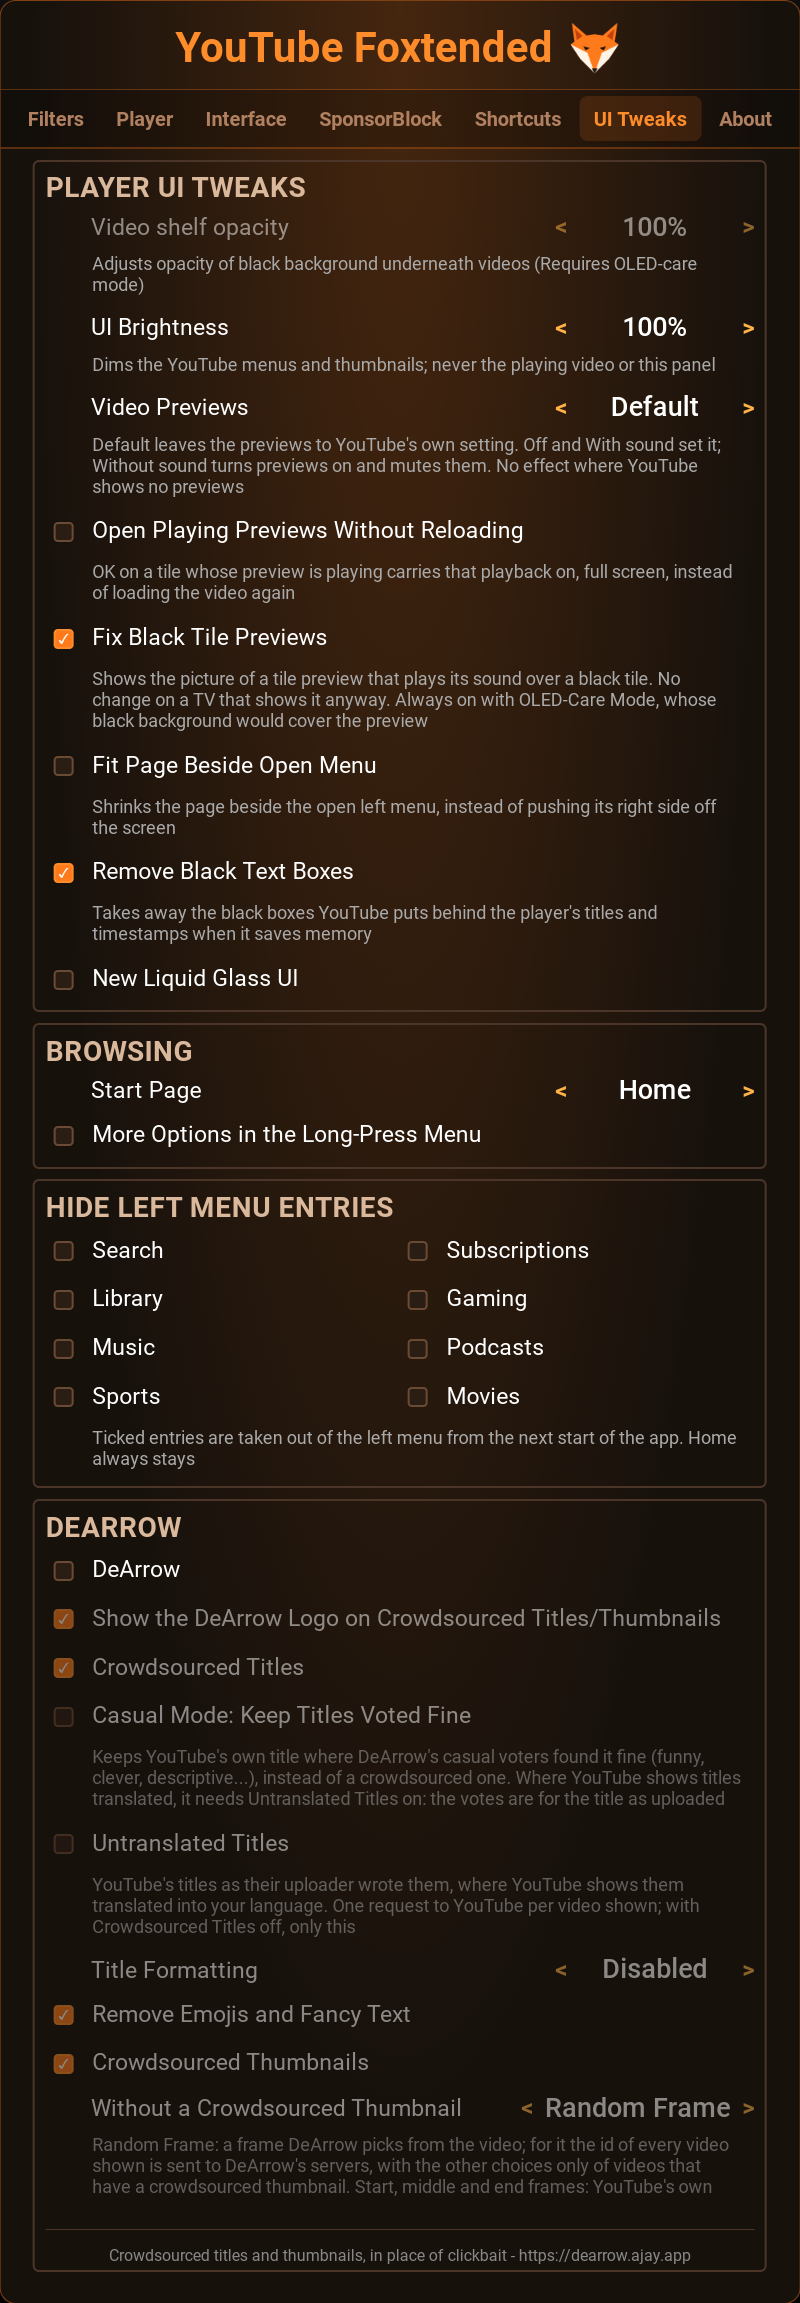 YouTube Foxtended
Filters Player Interface SponsorBlock Shortcuts UI Tweaks About
PLAYER UI TWEAKS
Video shelf opacity < 100% >
Adjusts opacity of black background underneath videos (Requires OLED-care
mode)
UI Brightness < 100% >
Dims the YouTube menus and thumbnails; never the playing video or this panel
Video Previews < Default >
Default leaves the previews to YouTube's own setting. Off and With sound set it;
Without sound turns previews on and mutes them. No effect where YouTube
shows no previews
Open Playing Previews Without Reloading
OK on a tile whose preview is playing carries that playback on, full screen, instead
of loading the video again
✓ Fix Black Tile Previews
Shows the picture of a tile preview that plays its sound over a black tile. No
change on a TV that shows it anyway. Always on with OLED-Care Mode, whose
black background would cover the preview
Fit Page Beside Open Menu
Shrinks the page beside the open left menu, instead of pushing its right side off
the screen
✓ Remove Black Text Boxes
Takes away the black boxes YouTube puts behind the player's titles and
timestamps when it saves memory
New Liquid Glass UI
BROWSING
Start Page < Home >
More Options in the Long-Press Menu
HIDE LEFT MENU ENTRIES
Search Subscriptions
Library Gaming
Music Podcasts
Sports Movies
Ticked entries are taken out of the left menu from the next start of the app. Home
always stays
DEARROW
DeArrow
✓ Show the DeArrow Logo on Crowdsourced Titles/Thumbnails
✓ Crowdsourced Titles
Casual Mode: Keep Titles Voted Fine
Keeps YouTube's own title where DeArrow's casual voters found it fine (funny,
clever, descriptive...), instead of a crowdsourced one. Where YouTube shows titles
translated, it needs Untranslated Titles on: the votes are for the title as uploaded
Untranslated Titles
YouTube's titles as their uploader wrote them, where YouTube shows them
translated into your language. One request to YouTube per video shown; with
Crowdsourced Titles off, only this
Title Formatting < Disabled >
✓ Remove Emojis and Fancy Text
✓ Crowdsourced Thumbnails
Without a Crowdsourced Thumbnail < Random Frame >
Random Frame: a frame DeArrow picks from the video; for it the id of every video
shown is sent to DeArrow's servers, with the other choices only of videos that
have a crowdsourced thumbnail. Start, middle and end frames: YouTube's own
Crowdsourced titles and thumbnails, in place of clickbait - https://dearrow.ajay.app